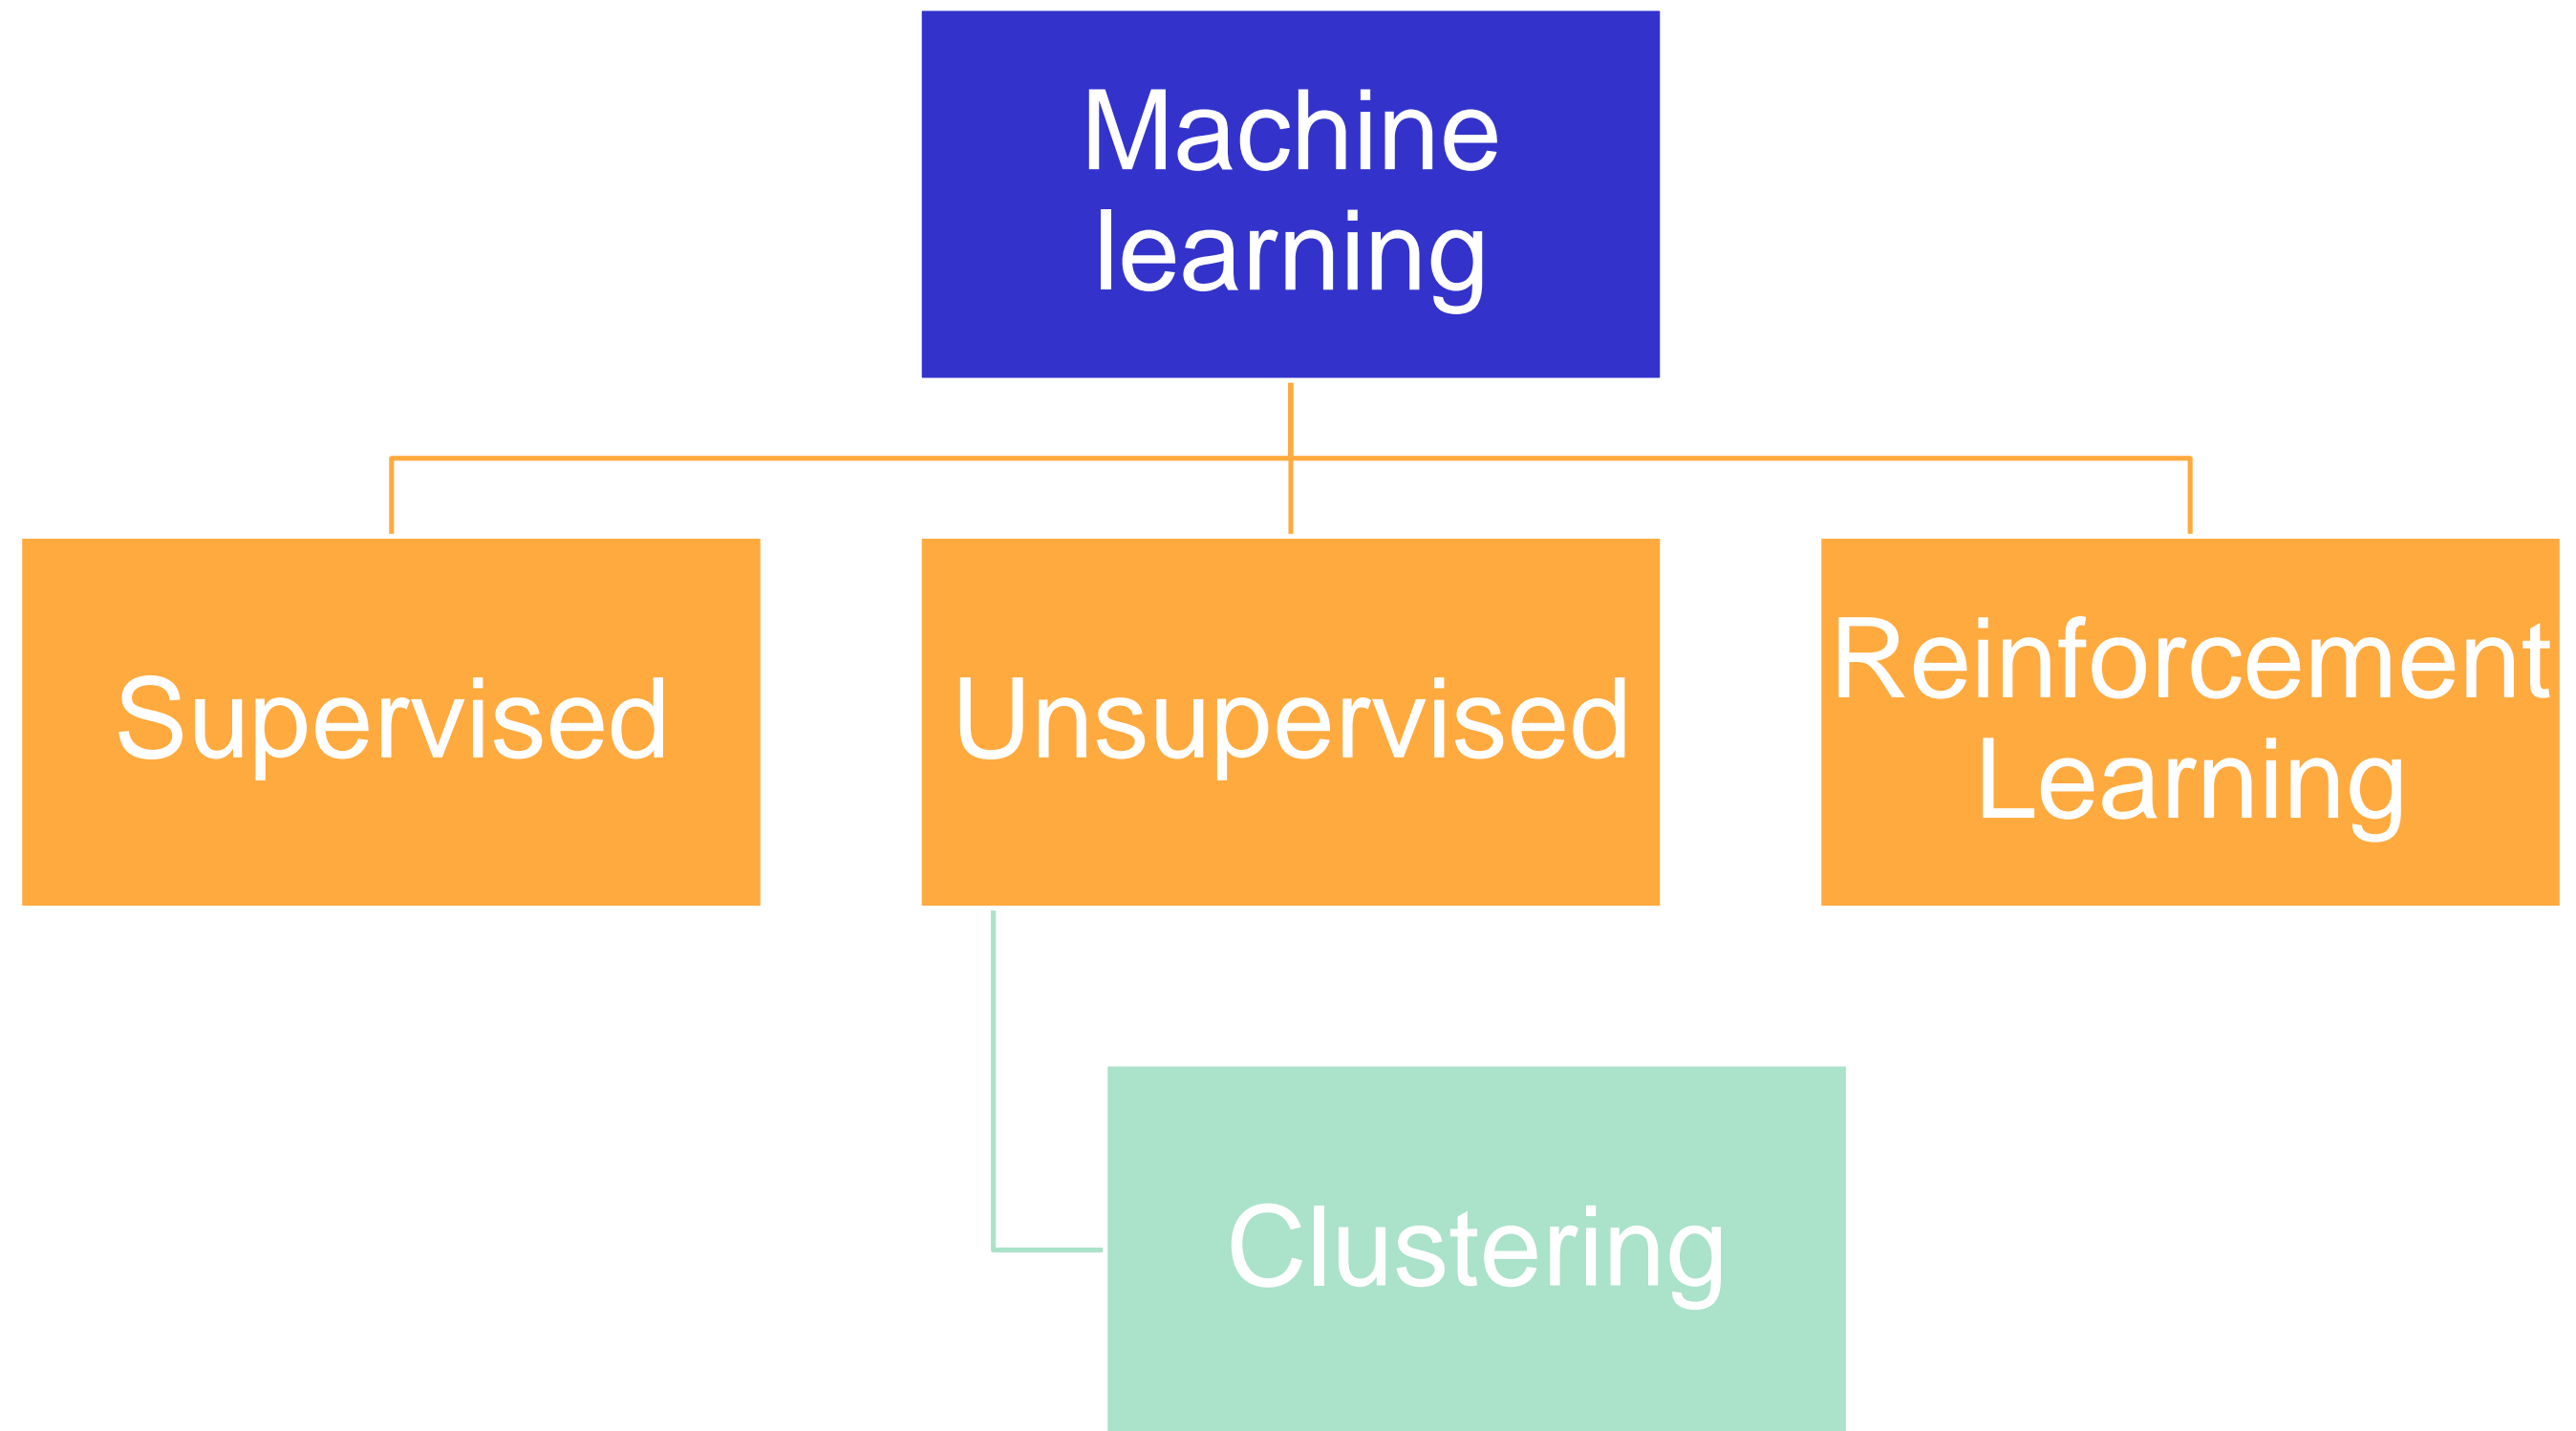 Machine
learning
Supervised
Unsupervised
Reinforcement
Learning
Clustering